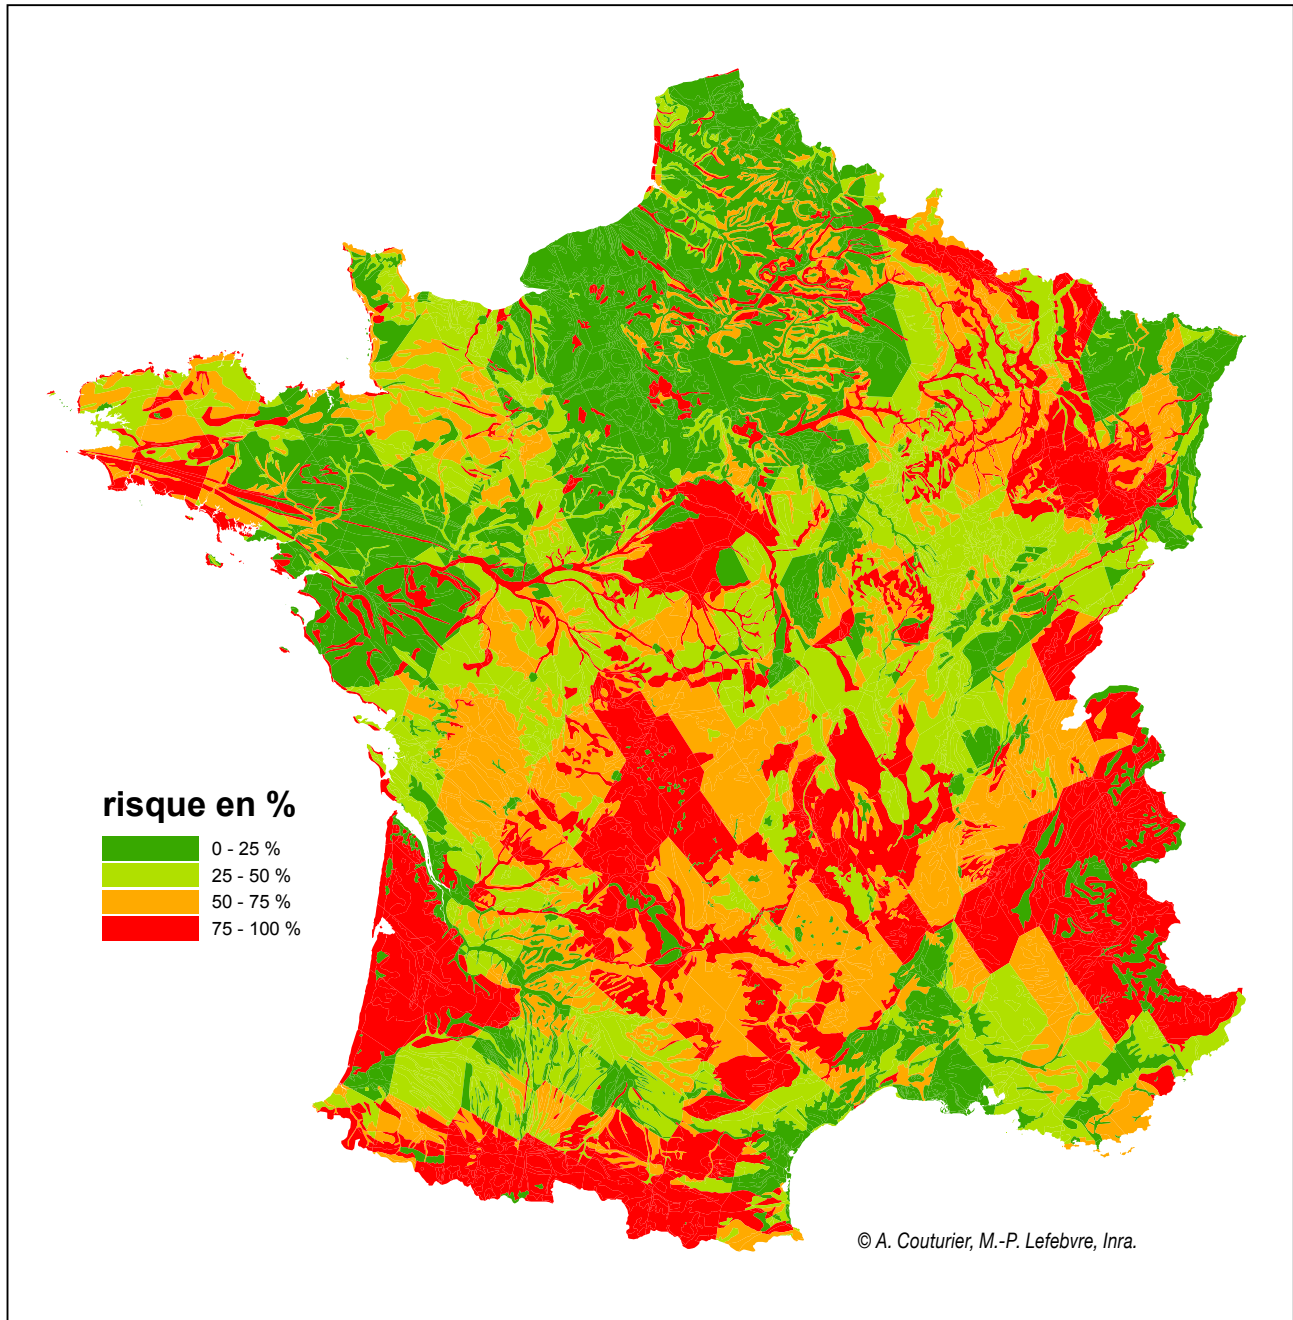 risque en %
0 - 25 %
25 - 50 %
50 - 75 %
75 - 100 %
© A. Couturier, M.-P. Lefebvre, Inra.